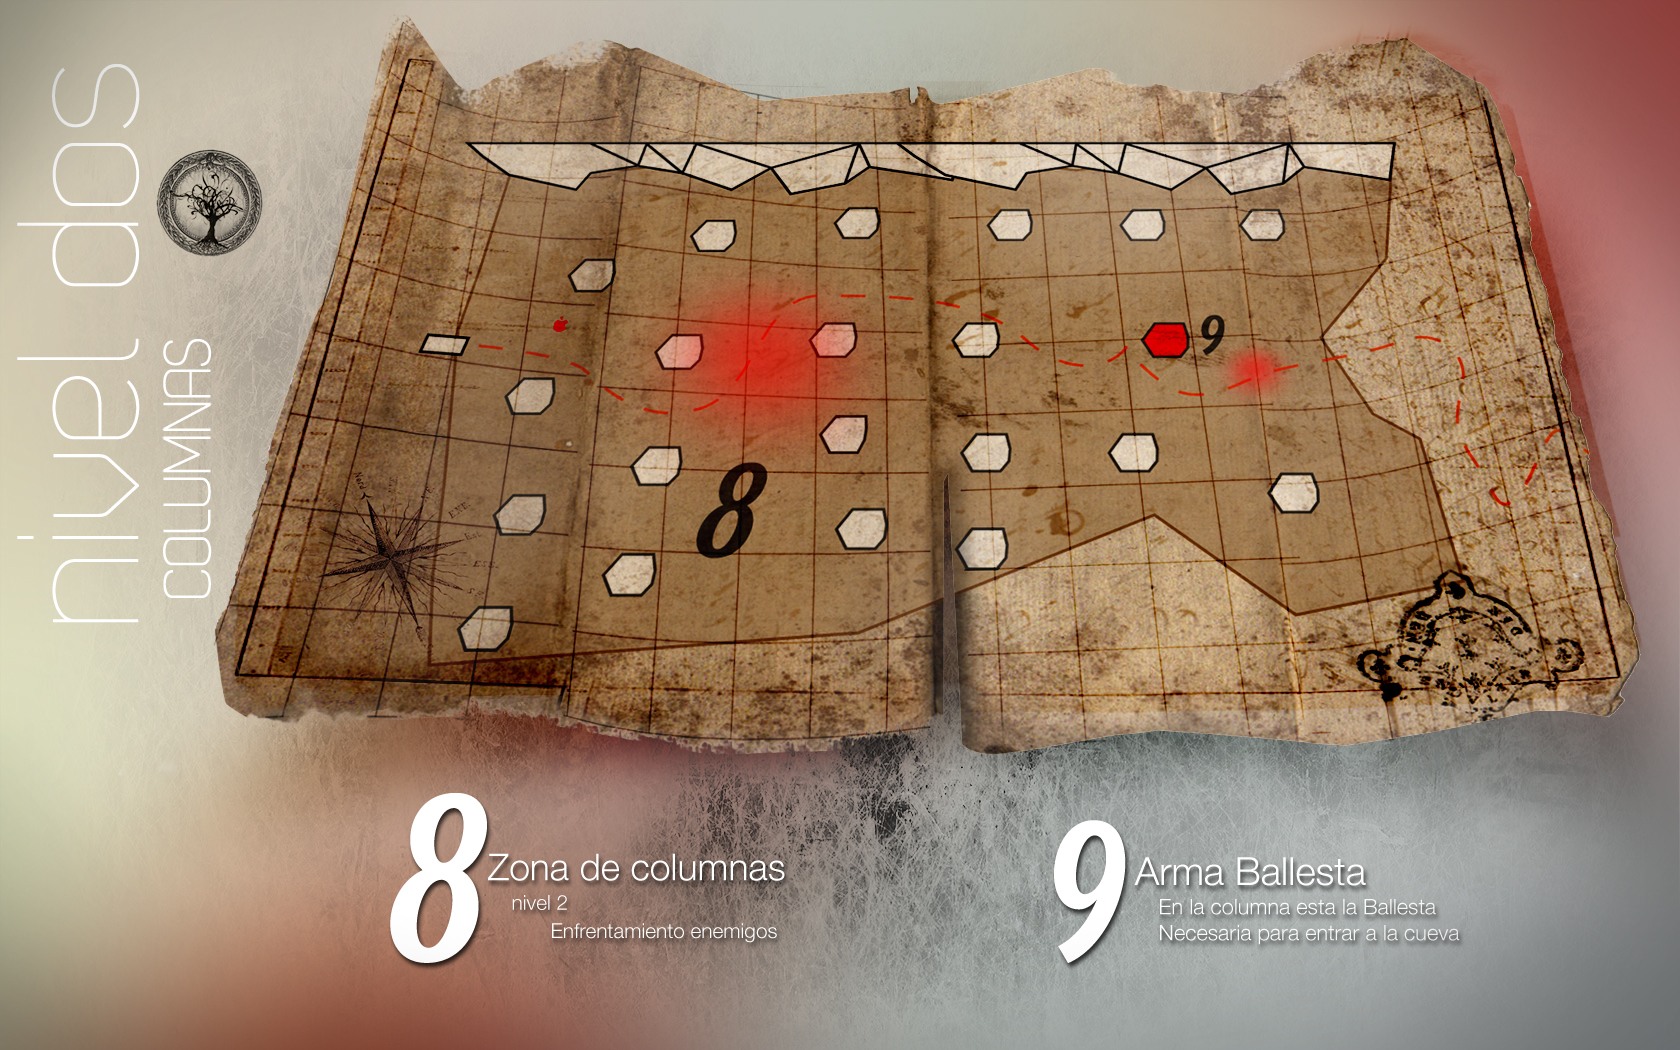 nivel dos
COLUMNAS
9
8
8
Zona de columnas
nivel 2
Enfrentamiento enemigos
9
Arma Ballesta
En la columna esta la Ballesta
Necesaria para entrar a la cueva